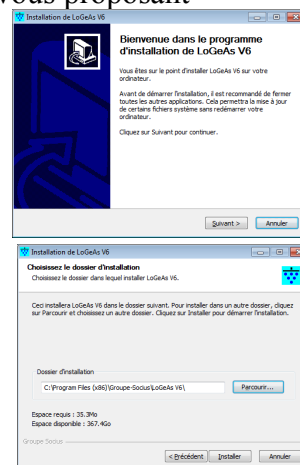 vous proposant
Installation de LoGeAs V6
Bienvenue dans le programme
d'installation de LoGeAs V6
Vous êtes sur le point d'installer LoGeAs V6 sur votre
ordinateur.
Avant de démarrer l'installation, il est recommandé de fermer
toutes les autres applications. Cela permettra la mise à jour
de certains fichiers système sans redémarrer votre
ordinateur.
Cliquez sur Suivant pour continuer.
Suivant >
Annuler
Installation de LoGeAs V6
Choisissez le dossier d'installation
Choisissez le dossier dans lequel installer LoGeAs V6.
Ceci installera LoGeAs V6 dans le dossier suivant. Pour installer dans un autre dossier, cliquez
sur Parcourir et choisissez un autre dossier. Cliquez sur Installer pour démarrer l'installation.
Dossier d'installation
C:\Program Files (x86)\Groupe-Socius\LoGeAs V6\
Parcourir...
Espace requis : 35.3Mo
Espace disponible : 367.4Go
Groupe Socius
< Précédent
Installer
Annuler